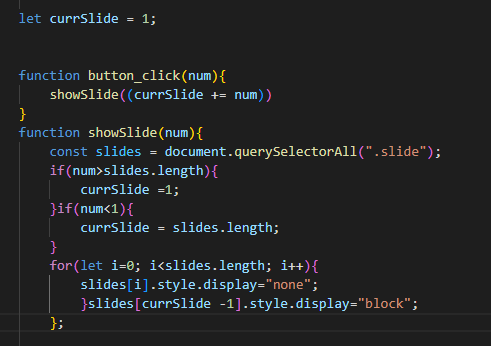 let currSlide = 1;
function button_click(num){
showSlide((currSlide += num))
}
function showSlide(num){
const slides = document.querySelectorAll(".slide");
if(num>slides.length){
currSlide =1;
}if(num<1){
currSlide = slides.length;
}
for(let i=0; i<slides.length; i++){
slides[i].style.display="none";
}slides[currSlide -1].style.display="block";
};